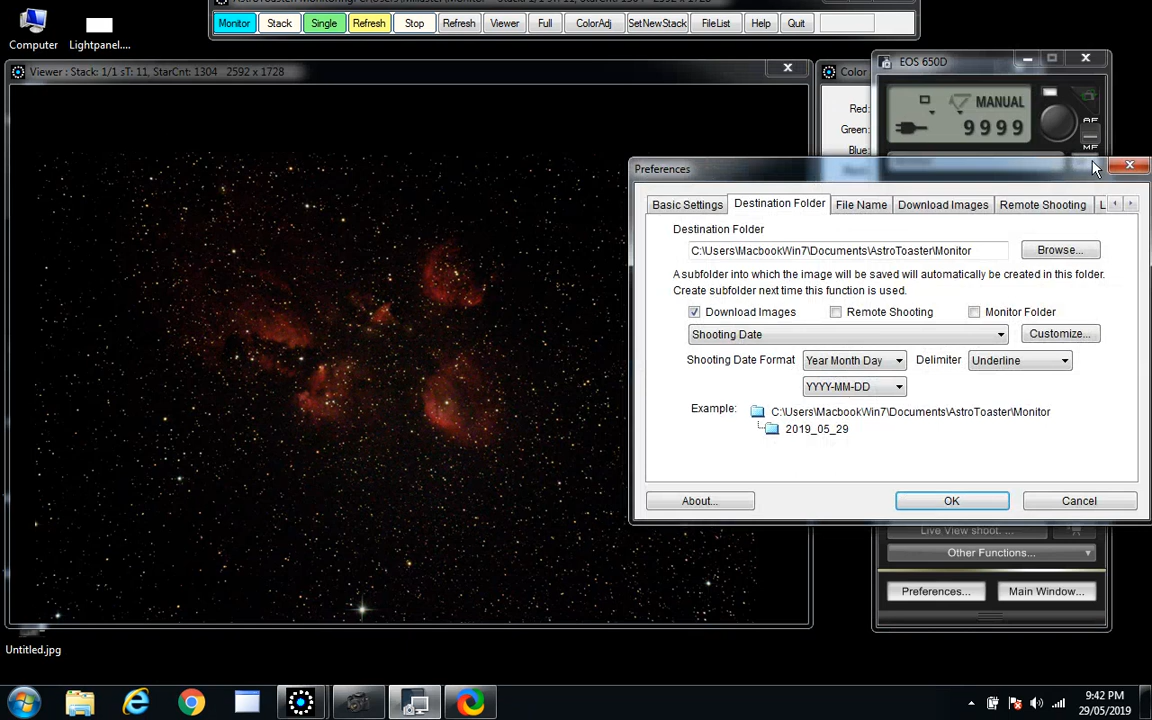 Computer
Lightpanel....
AstroToaster Monitoring
Monitor Stack Single Refresh Stop Refresh Viewer Full ColorAdj SetNewStack FileList Help Quit
Viewer : Stack: 1/1 sT: 11, StarCnt: 1304 2592 x 1728
Color
Red:
Green:
Blue:
EOS 650D
MANUAL
9999
AF
MF
Preferences
Basic Settings Destination Folder File Name Download Images Remote Shooting L
Destination Folder
C:\Users\MacbookWin7\Documents\AstroToaster\Monitor Browse...
A subfolder into which the image will be saved will automatically be created in this folder.
Create subfolder next time this function is used.
Download Images Remote Shooting Monitor Folder
Shooting Date Customize...
Shooting Date Format Year Month Day Delimiter Underline
YYYY-MM-DD
Example: C:\Users\MacbookWin7\Documents\AstroToaster\Monitor
2019_05_29
About... OK Cancel
Live View shoot. ...
Other Functions...
Preferences... Main Window...
Untitled.jpg
9:42 PM
29/05/2019